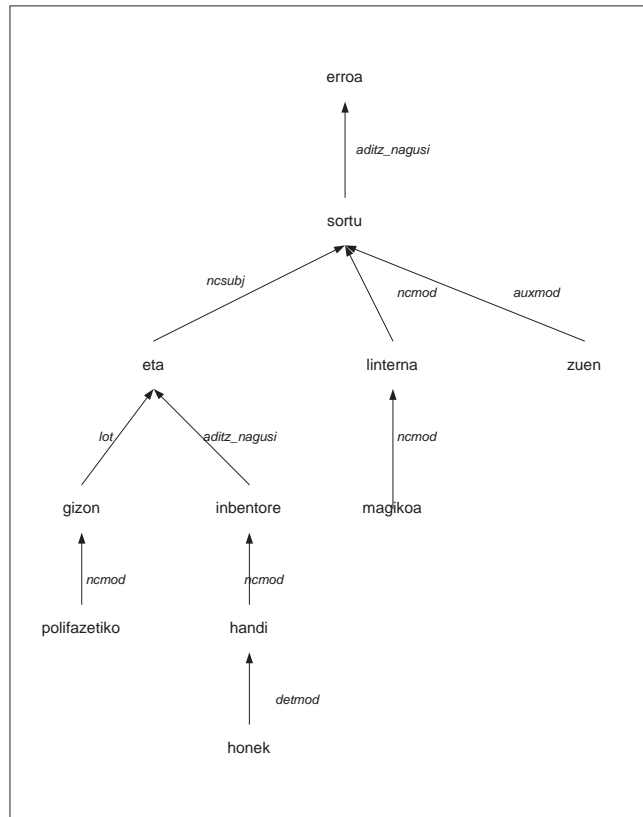 erroa
aditz_nagusi
sortu
ncsubj
ncmod
auxmod
eta
linterna
zuen
lot
aditz_nagusi
ncmod
gizon
inbentore
magikoa
ncmod
ncmod
polifazetiko
handi
detmod
honek